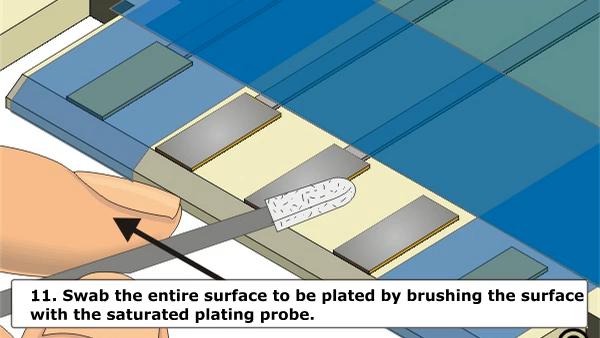 11. Swab the entire surface to be plated by brushing the surface
with the saturated plating probe.